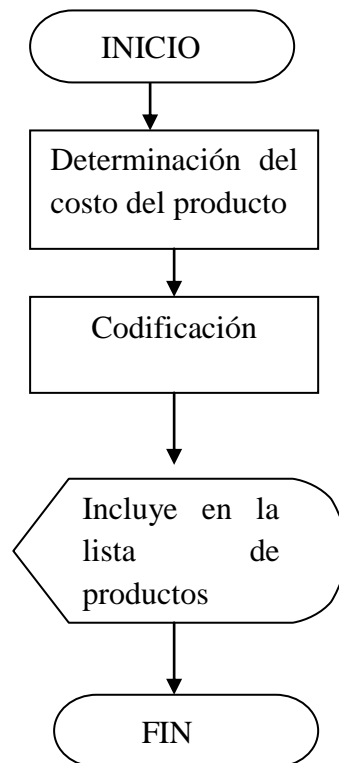 INICIO
Determinación del
costo del producto
Codificación
Incluye en la
lista de
productos
FIN